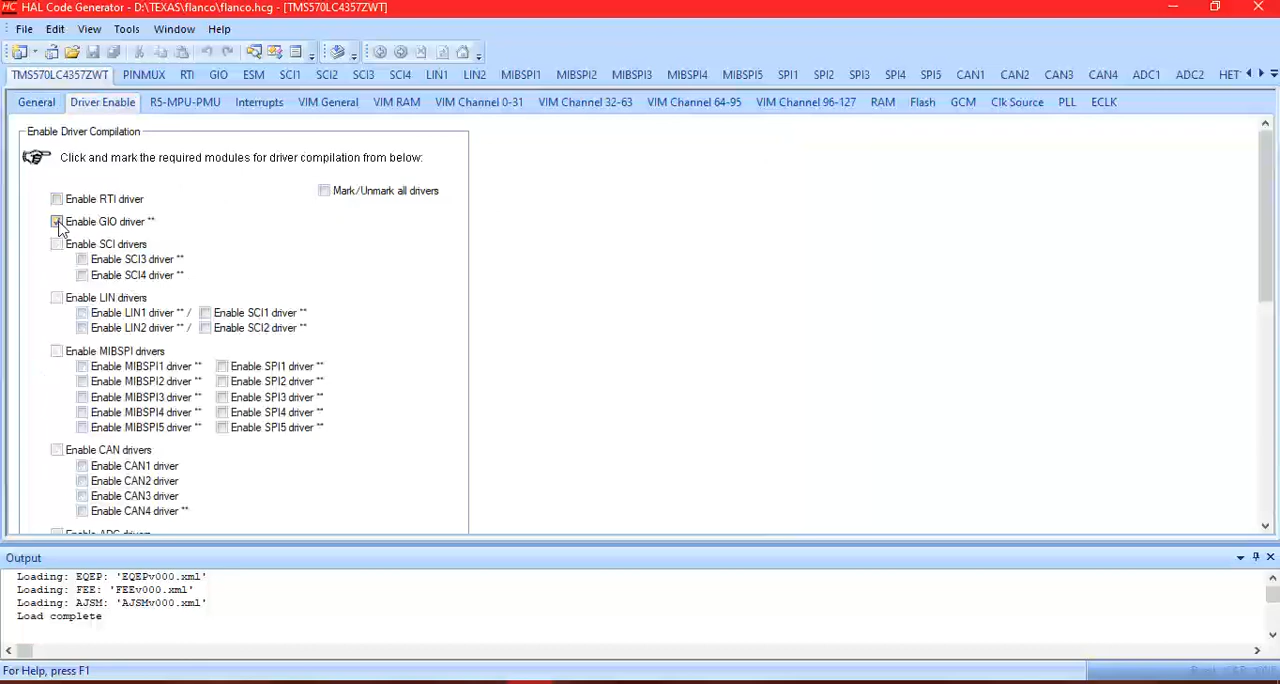 HC HAL Code Generator - D:\TEXAS\flanco\flanco.hcg - [TMS570LC4357ZWT]
File Edit View Tools Window Help
TMS570LC4357ZWT PINMUX RTI GIO ESM SCI1 SCI2 SCI3 SCI4 LIN1 LIN2 MIBSPI1 MIBSPI2 MIBSPI3 MIBSPI4 MIBSPI5 SPI1 SPI2 SPI3 SPI4 SPI5 CAN1 CAN2 CAN3 CAN4 ADC1 ADC2 HET
General Driver Enable R5-MPU-PMU Interrupts VIM General VIM RAM VIM Channel 0-31 VIM Channel 32-63 VIM Channel 64-95 VIM Channel 96-127 RAM Flash GCM Clk Source PLL ECLK
Enable Driver Compilation
Click and mark the required modules for driver compilation from below:
Mark/Unmark all drivers
Enable RTI driver
Enable GIO driver **
Enable SCI drivers
Enable SCI3 driver **
Enable SCI4 driver **
Enable LIN drivers
Enable LIN1 driver ** / Enable SCI1 driver **
Enable LIN2 driver ** / Enable SCI2 driver **
Enable MIBSPI drivers
Enable MIBSPI1 driver ** Enable SPI1 driver **
Enable MIBSPI2 driver ** Enable SPI2 driver **
Enable MIBSPI3 driver ** Enable SPI3 driver **
Enable MIBSPI4 driver ** Enable SPI4 driver **
Enable MIBSPI5 driver ** Enable SPI5 driver **
Enable CAN drivers
Enable CAN1 driver
Enable CAN2 driver
Enable CAN3 driver
Enable CAN4 driver **
Enable ADC drivers
Output
Loading: EQEP: 'EQEPv000.xml'
Loading: FEE: 'FEEv000.xml'
Loading: AJSM: 'AJSMv000.xml'
Load complete
For Help, press F1